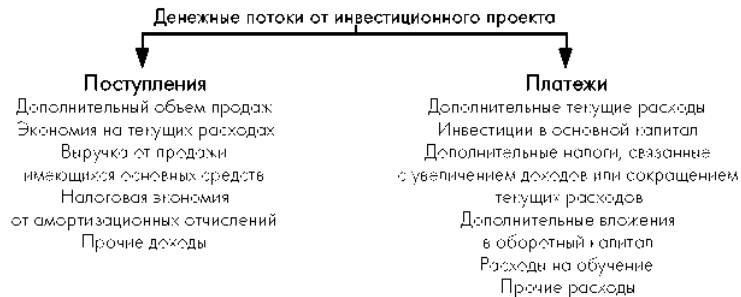 Денежные потоки от инвестиционного проекта
Поступления
Дополнительный объем продаж
Экономия на текущих расходах
Выручка от продажи
имеющихся основных средств
Налоговая экономия
от амортизационных отчислений
Прочие доходы
Платежи
Дополнительные текущие расходы
Инвестиции в основной капитал
Дополнительные налоги, связанные
с увеличением доходов или сокращением
текущих расходов
Дополнительные вложения
в оборотный капитал
Расходы на обучение
Прочие расходы